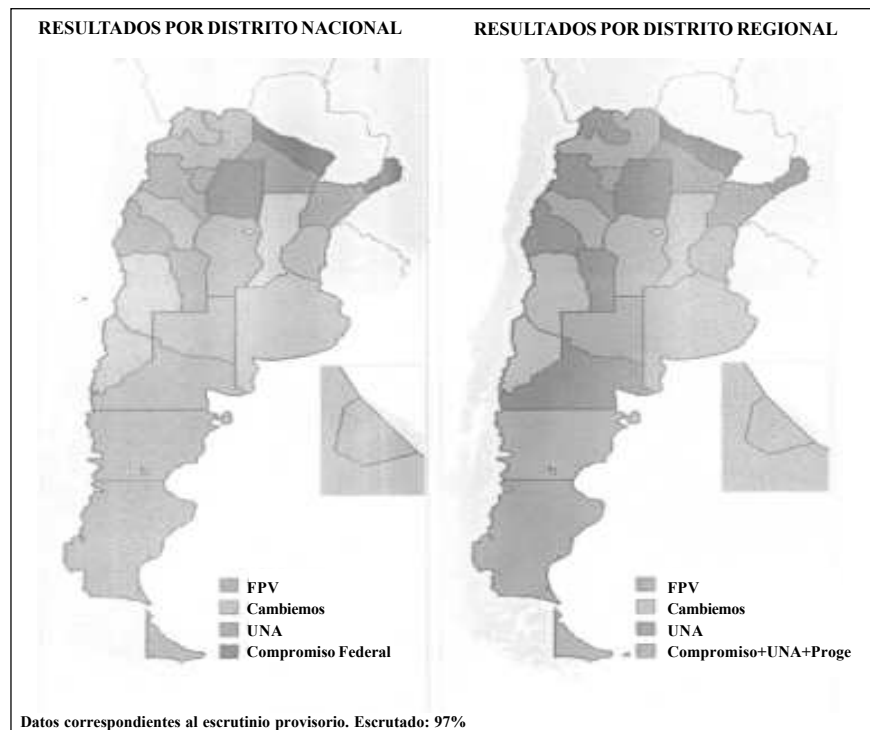 RESULTADOS POR DISTRITO NACIONAL
RESULTADOS POR DISTRITO REGIONAL
FPV
Cambiemos
UNA
Compromiso Federal
FPV
Cambiemos
UNA
Compromiso+UNA+Proge
Datos correspondientes al escrutinio provisorio. Escrutado: 97%